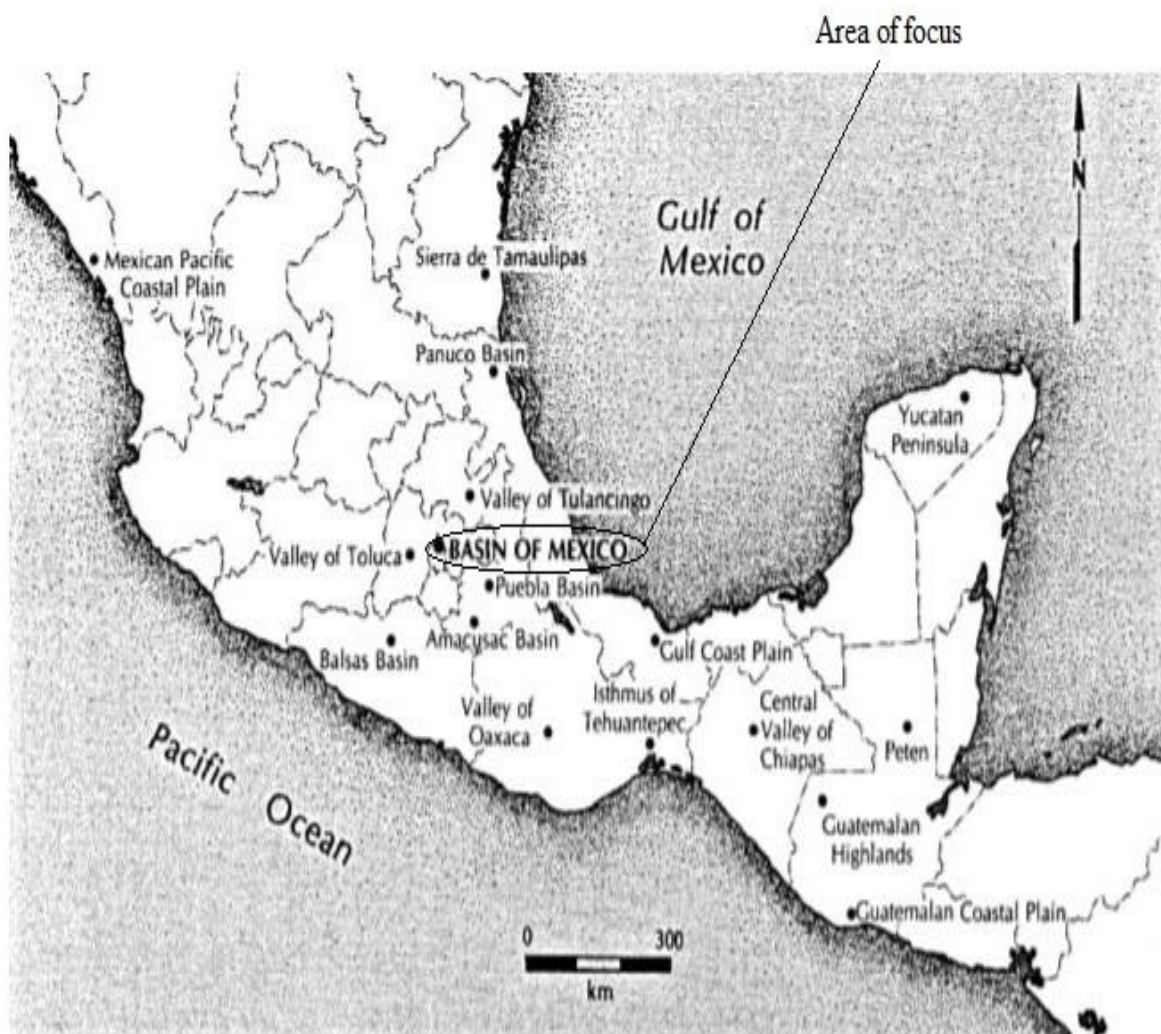 Area of focus
N
Gulf of
Mexico
Mexican Pacific
Coastal Plain
Sierra de Tamaulipas
Panuco Basin
Yucatan
Peninsula
Valley of Tulancingo
BASIN OF MEXICO
Valley of Toluca
Puebla Basin
Amacusac Basin
Balsas Basin
Gulf Coast Plain
Isthmus of
Tehuantepec
Valley of
Oaxaca
Central
Valley of
Chiapas
Peten
Pacific Ocean
Guatemalan
Highlands
Guatemalan Coastal Plain
0 300
km